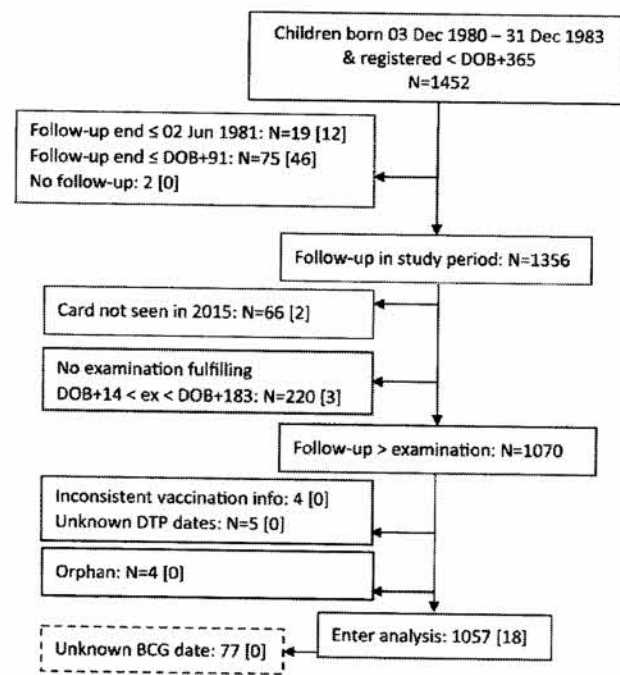 Children born 03 Dec 1980 – 31 Dec 1983
& registered < DOB+365
N=1452
Follow-up end ≤ 02 Jun 1981: N=19 [12]
Follow-up end ≤ DOB+91: N=75 [46]
No follow-up: 2 [0]
Follow-up in study period: N=1356
Card not seen in 2015: N=66 [2]
No examination fulfilling
DOB+14 < ex < DOB+183: N=220 [3]
Follow-up > examination: N=1070
Inconsistent vaccination info: 4 [0]
Unknown DTP dates: N=5 [0]
Orphan: N=4 [0]
Enter analysis: 1057 [18]
Unknown BCG date: 77 [0]